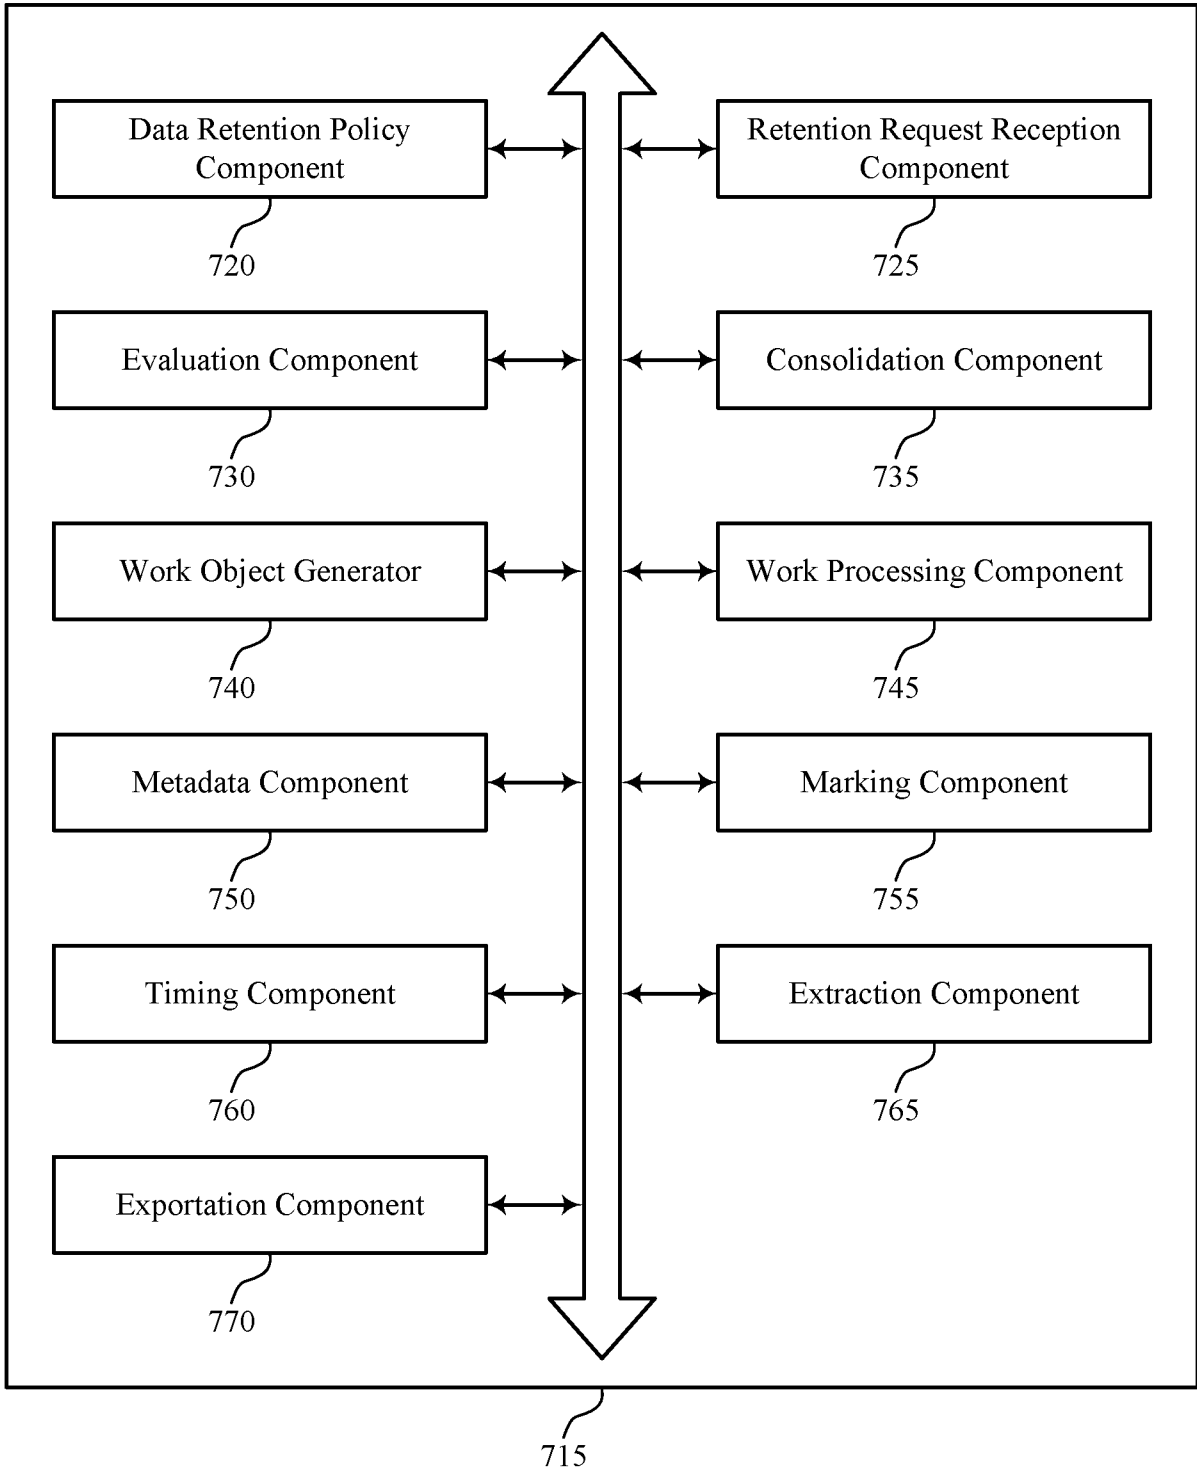 Data Retention Policy
Component
720
Retention Request Reception
Component
725
Evaluation Component
730
Consolidation Component
735
Work Object Generator
740
Work Processing Component
745
Metadata Component
750
Marking Component
755
Timing Component
760
Extraction Component
765
Exportation Component
770
715